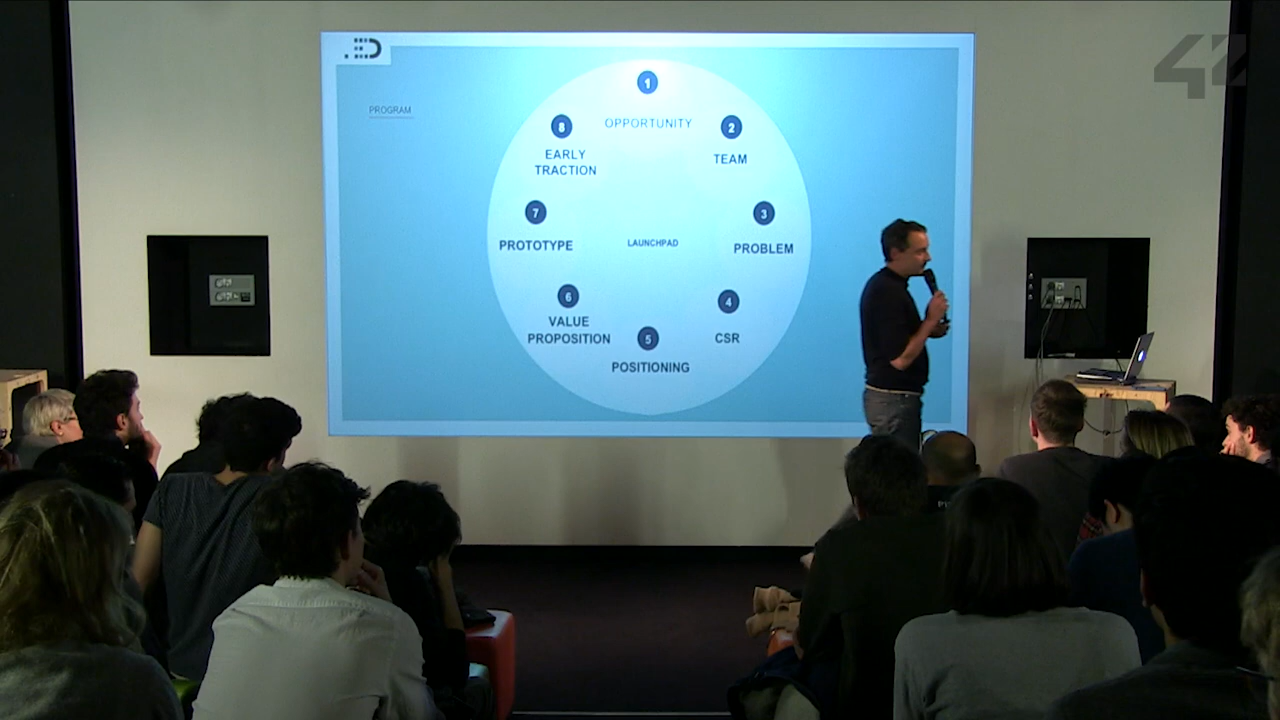 42
PROGRAM
1
OPPORTUNITY
2
TEAM
3
PROBLEM
4
CSR
5
POSITIONING
6
VALUE
PROPOSITION
7
PROTOTYPE
8
EARLY
TRACTION
LAUNCHPAD